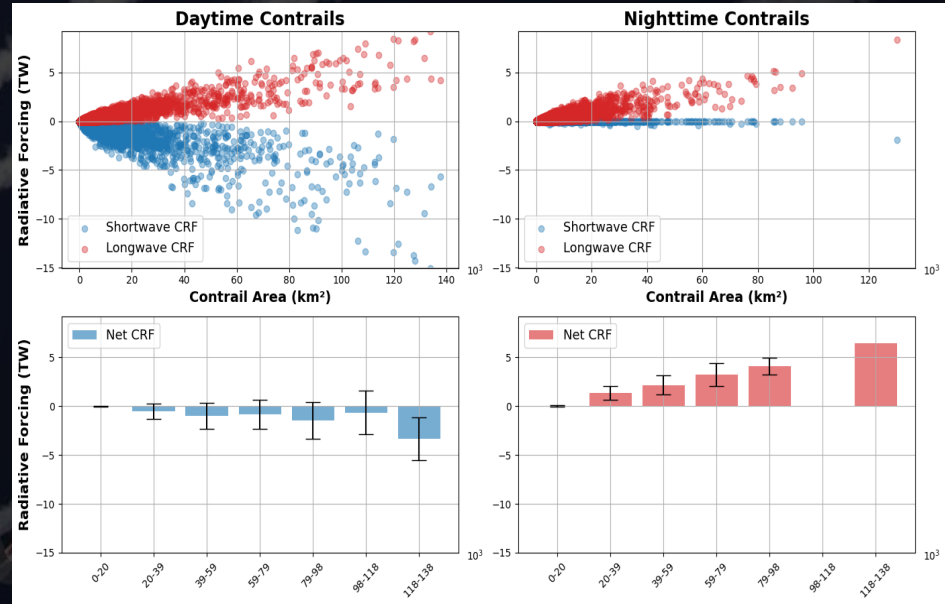 Daytime Contrails
Radiative Forcing (TW)
5
0
−5
−10
−15
Shortwave CRF
Longwave CRF
0 20 40 60 80 100 120 140
10³
Contrail Area (km²)
Nighttime Contrails
5
0
−5
−10
−15
Shortwave CRF
Longwave CRF
0 20 40 60 80 100 120
10³
Contrail Area (km²)
Radiative Forcing (TW)
Net CRF
5
0
−5
−10
−15
10³
0-20 20-39 39-59 59-79 79-98 98-118 118-138
Net CRF
5
0
−5
−10
−15
10³
0-20 20-39 39-59 59-79 79-98 98-118 118-138